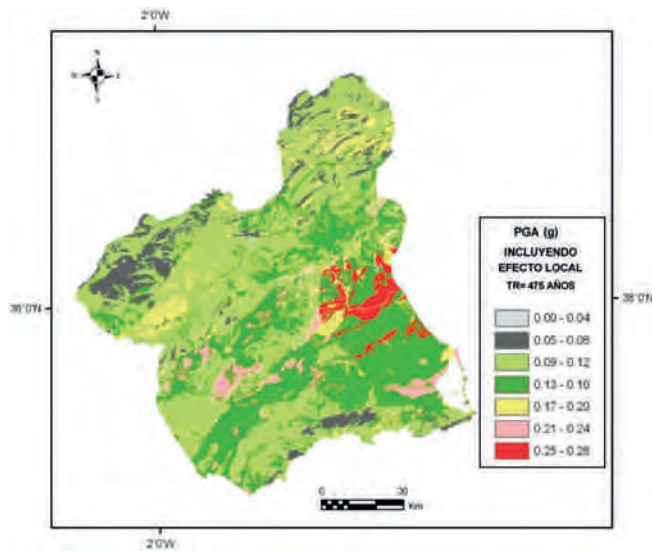 2°0'W
N
E
S
38°0'N
38°0'N
PGA (g)
INCLUYENDO
EFECTO LOCAL
TR= 475 AÑOS
0.00 - 0.04
0.05 - 0.08
0.09 - 0.12
0.13 - 0.16
0.17 - 0.20
0.21 - 0.24
0.25 - 0.28
0 30
Km
2°0'W